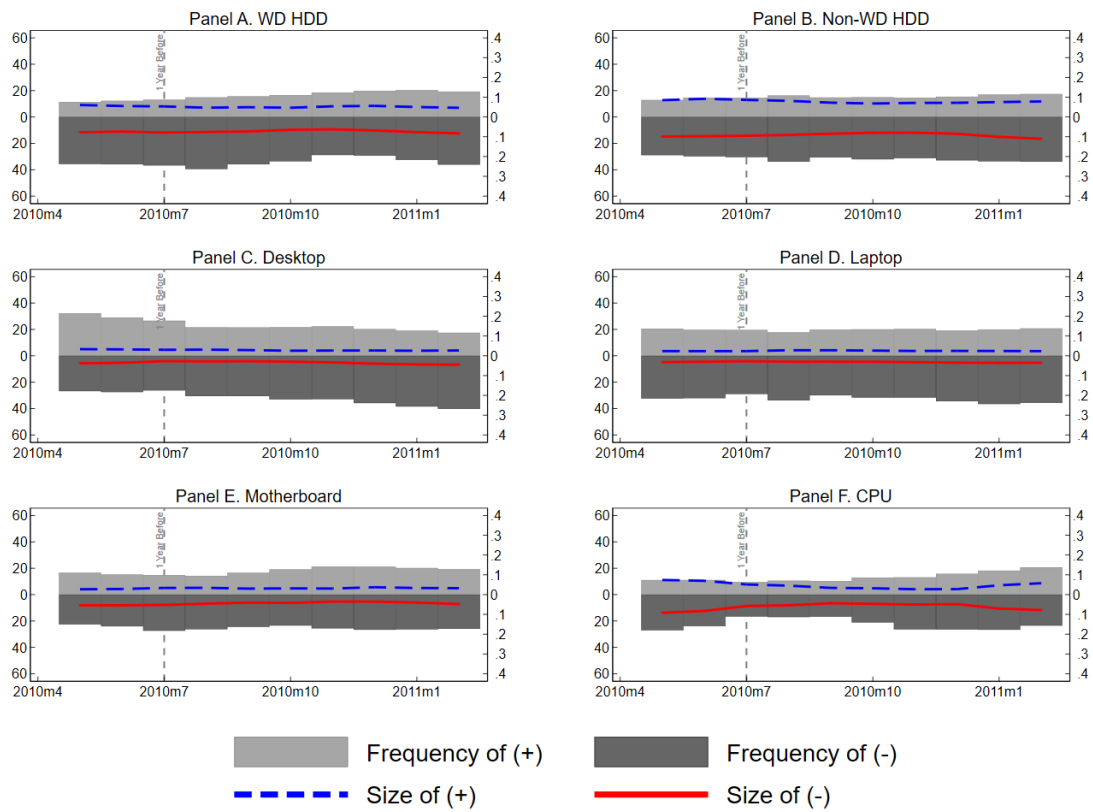 Panel A. WD HDD
60
40
20
0
20
40
60
.4
.3
.2
.1
0
.1
.2
.3
.4
1 Year Before
2010m4
2010m7
2010m10
2011m1
Panel B. Non-WD HDD
60
40
20
0
20
40
60
.4
.3
.2
.1
0
.1
.2
.3
.4
1 Year Before
2010m4
2010m7
2010m10
2011m1
Panel C. Desktop
60
40
20
0
20
40
60
.4
.3
.2
.1
0
.1
.2
.3
.4
1 Year Before
2010m4
2010m7
2010m10
2011m1
Panel D. Laptop
60
40
20
0
20
40
60
.4
.3
.2
.1
0
.1
.2
.3
.4
1 Year Before
2010m4
2010m7
2010m10
2011m1
Panel E. Motherboard
60
40
20
0
20
40
60
.4
.3
.2
.1
0
.1
.2
.3
.4
1 Year Before
2010m4
2010m7
2010m10
2011m1
Panel F. CPU
60
40
20
0
20
40
60
.4
.3
.2
.1
0
.1
.2
.3
.4
1 Year Before
2010m4
2010m7
2010m10
2011m1
Frequency of (+)
Frequency of (-)
Size of (+)
Size of (-)